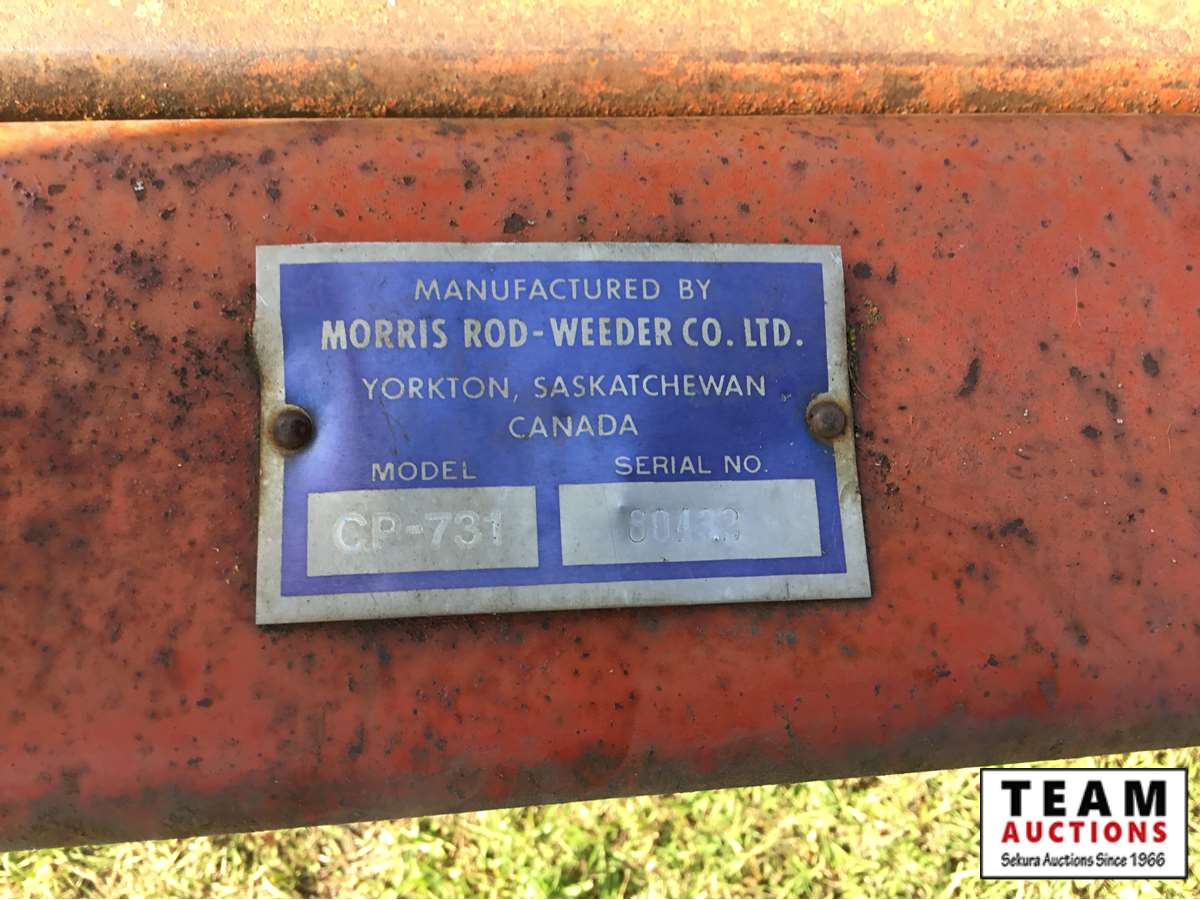 MANUFACTURED BY
MORRIS ROD-WEEDER CO. LTD.
YORKTON, SASKATCHEWAN
CANADA
MODEL SERIAL NO.
CP-731
TEAM
AUCTIONS
Sekura Auctions Since 1966